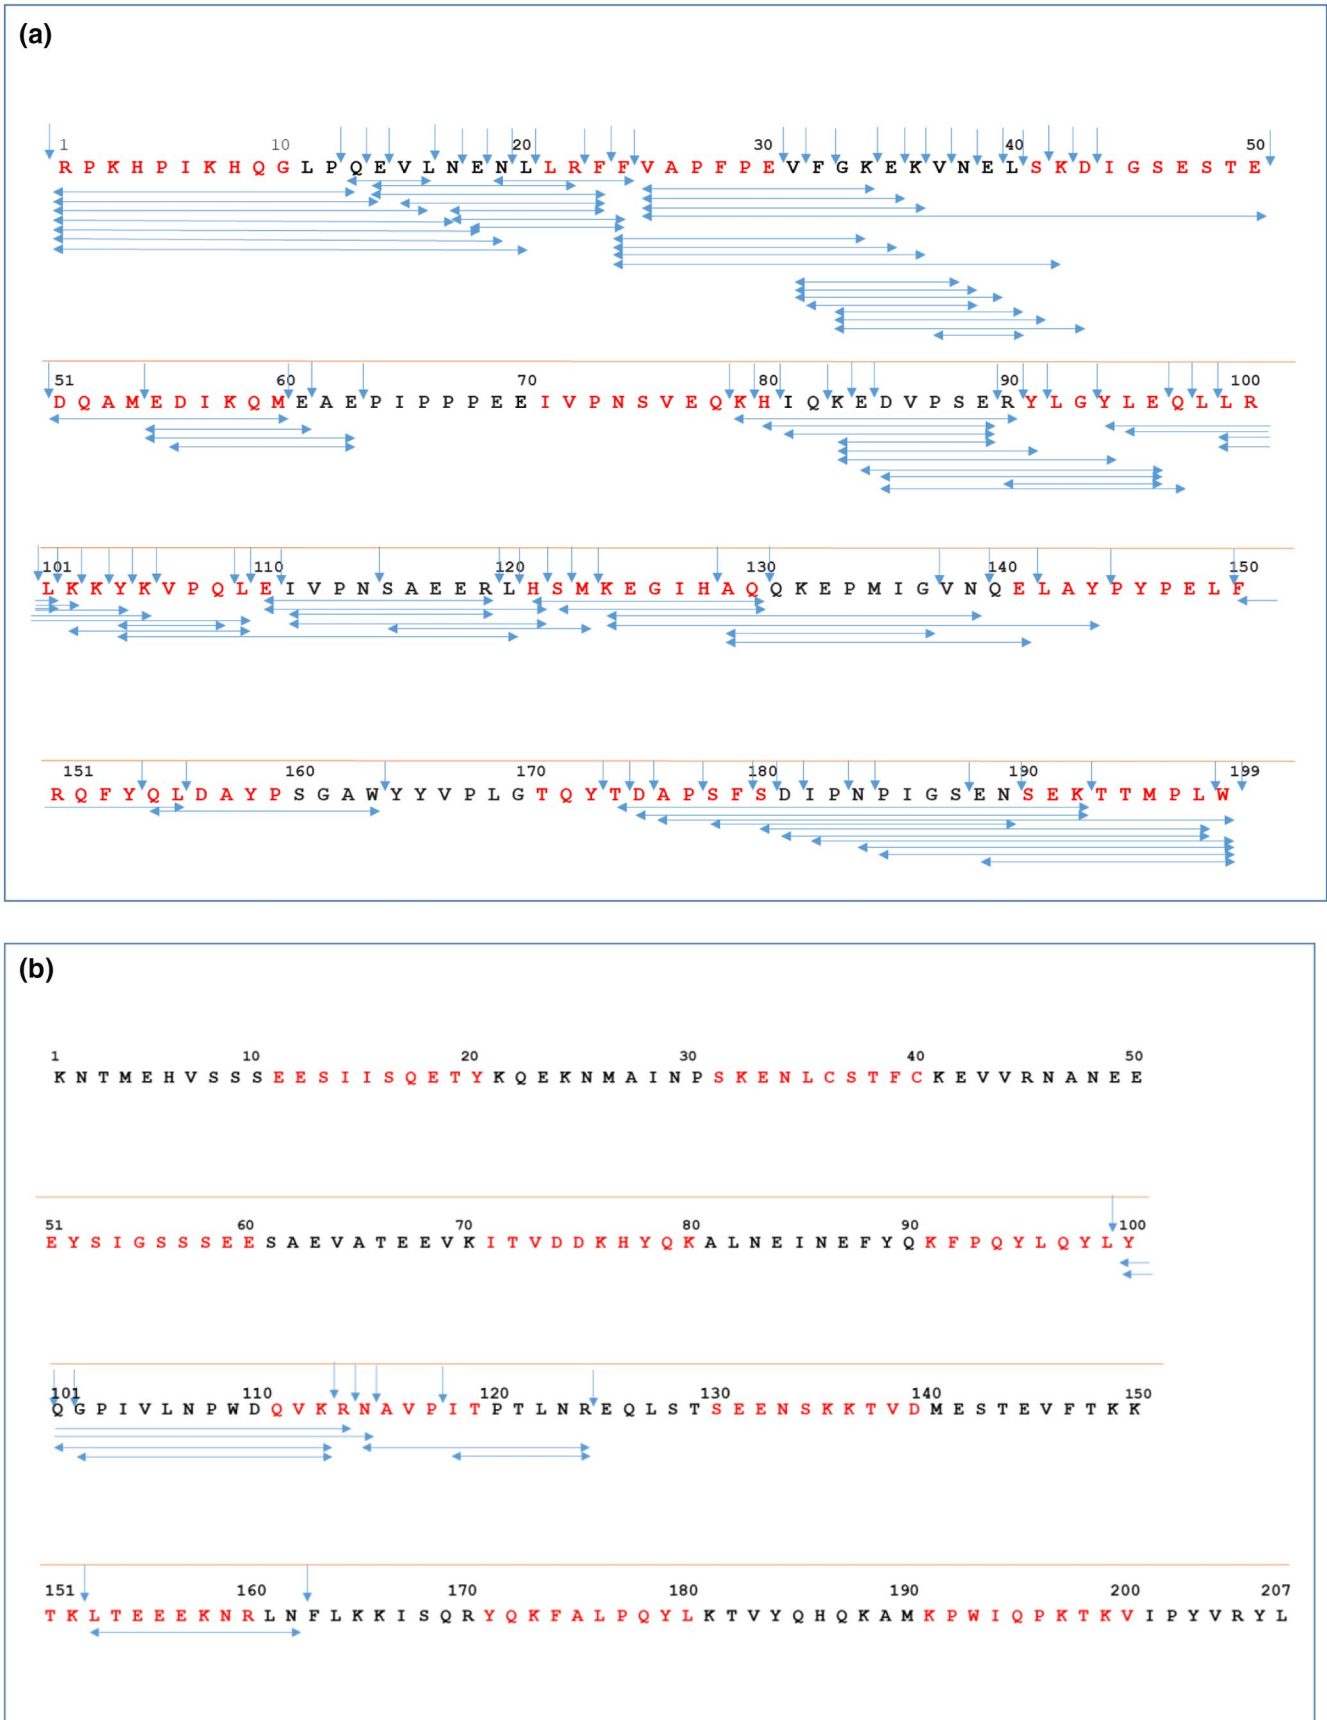 (a)
1 10 20 30 40 50
R P K H P I K H Q G L P Q E V L N E N L L R F F V A P F P E V F G K E K V N E L S K D I G S E S T E
51 60 70 80 90 100
D Q A M E D I K Q M E A E P I P P P E E I V P N S V E Q K H I Q K E D V P S E R Y L G Y L E Q L L R
101 110 120 130 140 150
L K K Y K V P Q L E I V P N S A E E R L H S M K E G I H A Q Q K E P M I G V N Q E L A Y P Y P E L F
151 160 170 180 190 199
R Q F Y Q L D A Y P S G A W Y Y V P L G T Q Y T D A P S F S D I P N P I G S E N S E K T T M P L W
(b)
1 10 20 30 40 50
K N T M E H V S S S E E S I I S Q E T Y K Q E K N M A I N P S K E N L C S T F C K E V V R N A N E E
51 60 70 80 90 100
E Y S I G S S S E E S A E V A T E E V K I T V D D K H Y Q K A L N E I N E F Y Q K F P Q Y L Q Y L Y
101 110 120 130 140 150
Q G P I V L N P W D Q V K R N A V P I T P T L N R E Q L S T S E E N S K K T V D M E S T E V F T K K
151 160 170 180 190 200 207
T K L T E E E K N R L N F L K K I S Q R Y Q K F A L P Q Y L K T V Y Q H Q K A M K P W I Q P K T K V I P Y V R Y L